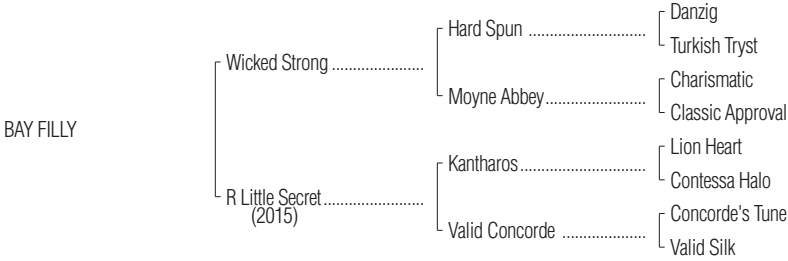 Danzig
Hard Spun ..........................
Turkish Tryst
Wicked Strong .....................
Charismatic
Moyne Abbey.......................
Classic Approval
BAY FILLY
Lion Heart
Kantharos............................
Contessa Halo
R Little Secret.......................
(2015)
Concorde's Tune
Valid Concorde ...................
Valid Silk